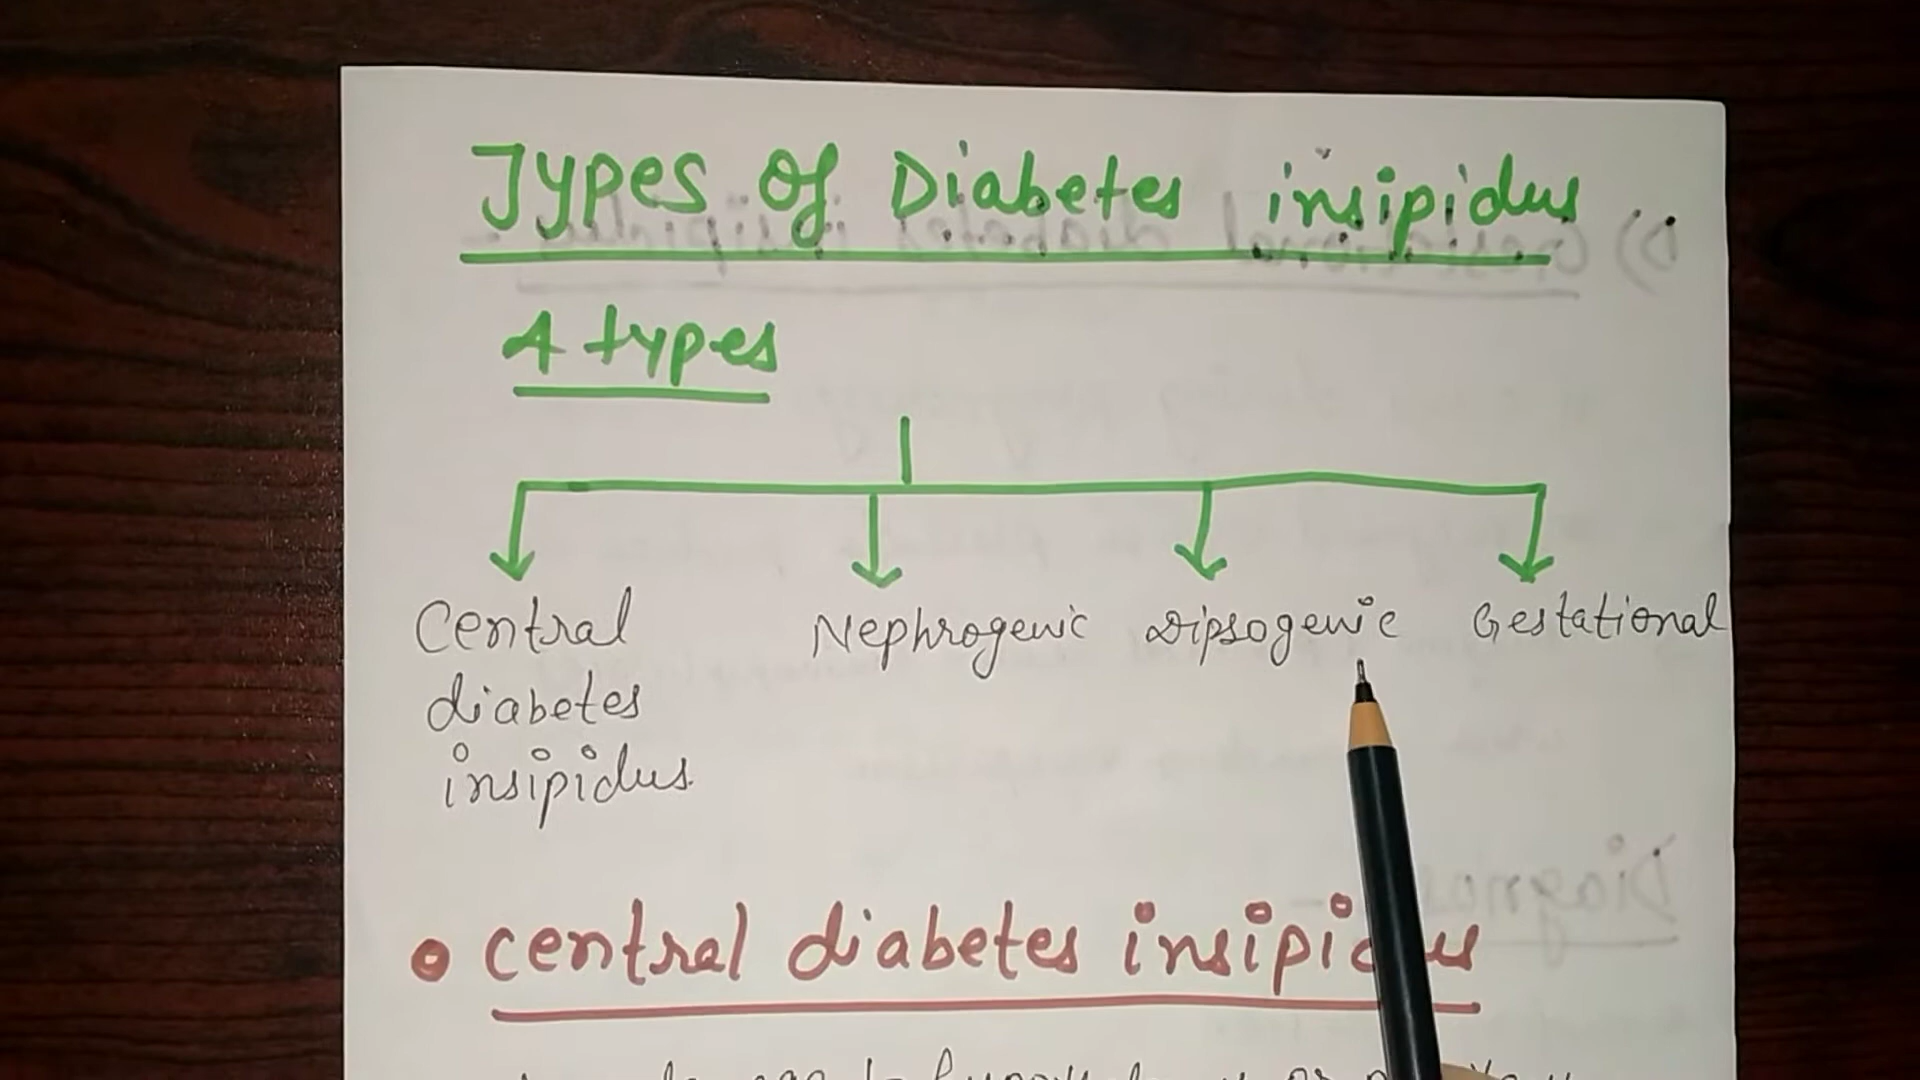 Types of Diabetes insipidus
4 types
Central Nephrogenic Dipsogenic Gestational
diabetes
insipidus.
• central diabetes insipidus